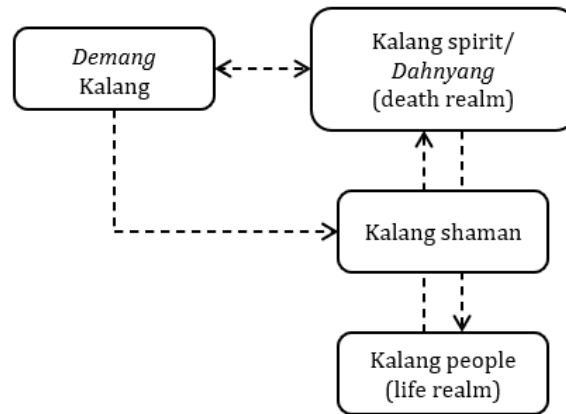 Demang
Kalang
Kalang spirit/
Dahnyang
(death realm)
Kalang shaman
Kalang people
(life realm)